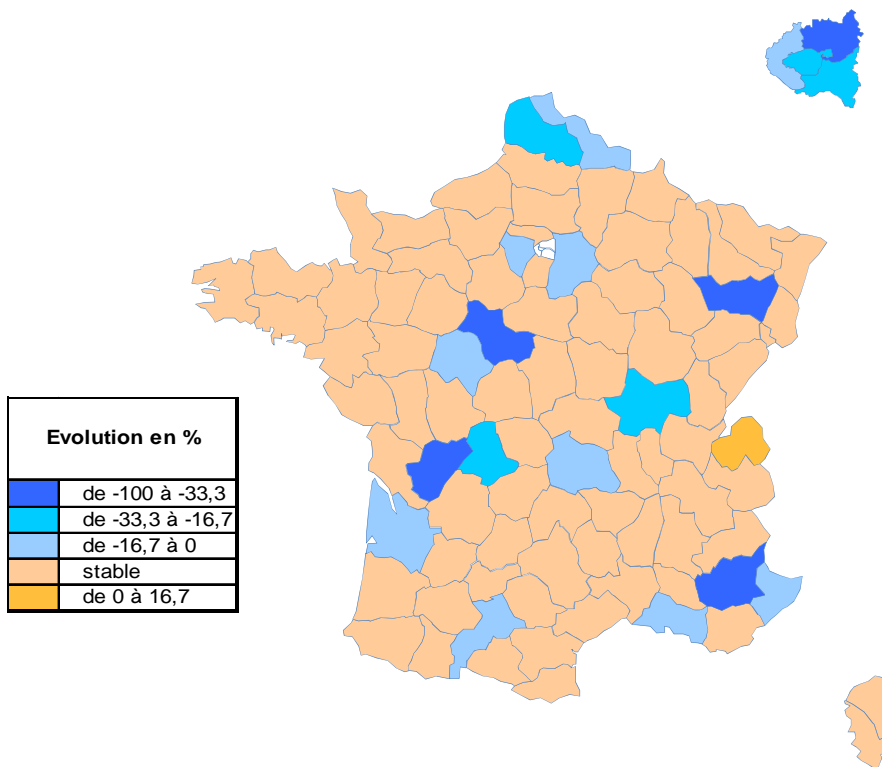 Evolution en %
de -100 à -33,3
de -33,3 à -16,7
de -16,7 à 0
stable
de 0 à 16,7